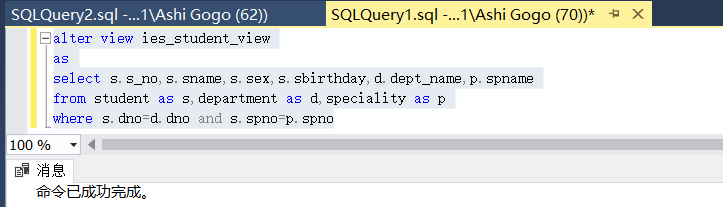 SQLQuery2.sql -...1\Ashi Gogo (62))
SQLQuery1.sql -...1\Ashi Gogo (70))*
alter view ies_student_view
as
select s.s_no,s.sname,s.sex,s.sbirthday,d.dept_name,p.spname
from student as s,department as d,speciality as p
where s.dno=d.dno and s.spno=p.spno
100 %
消息
命令已成功完成。